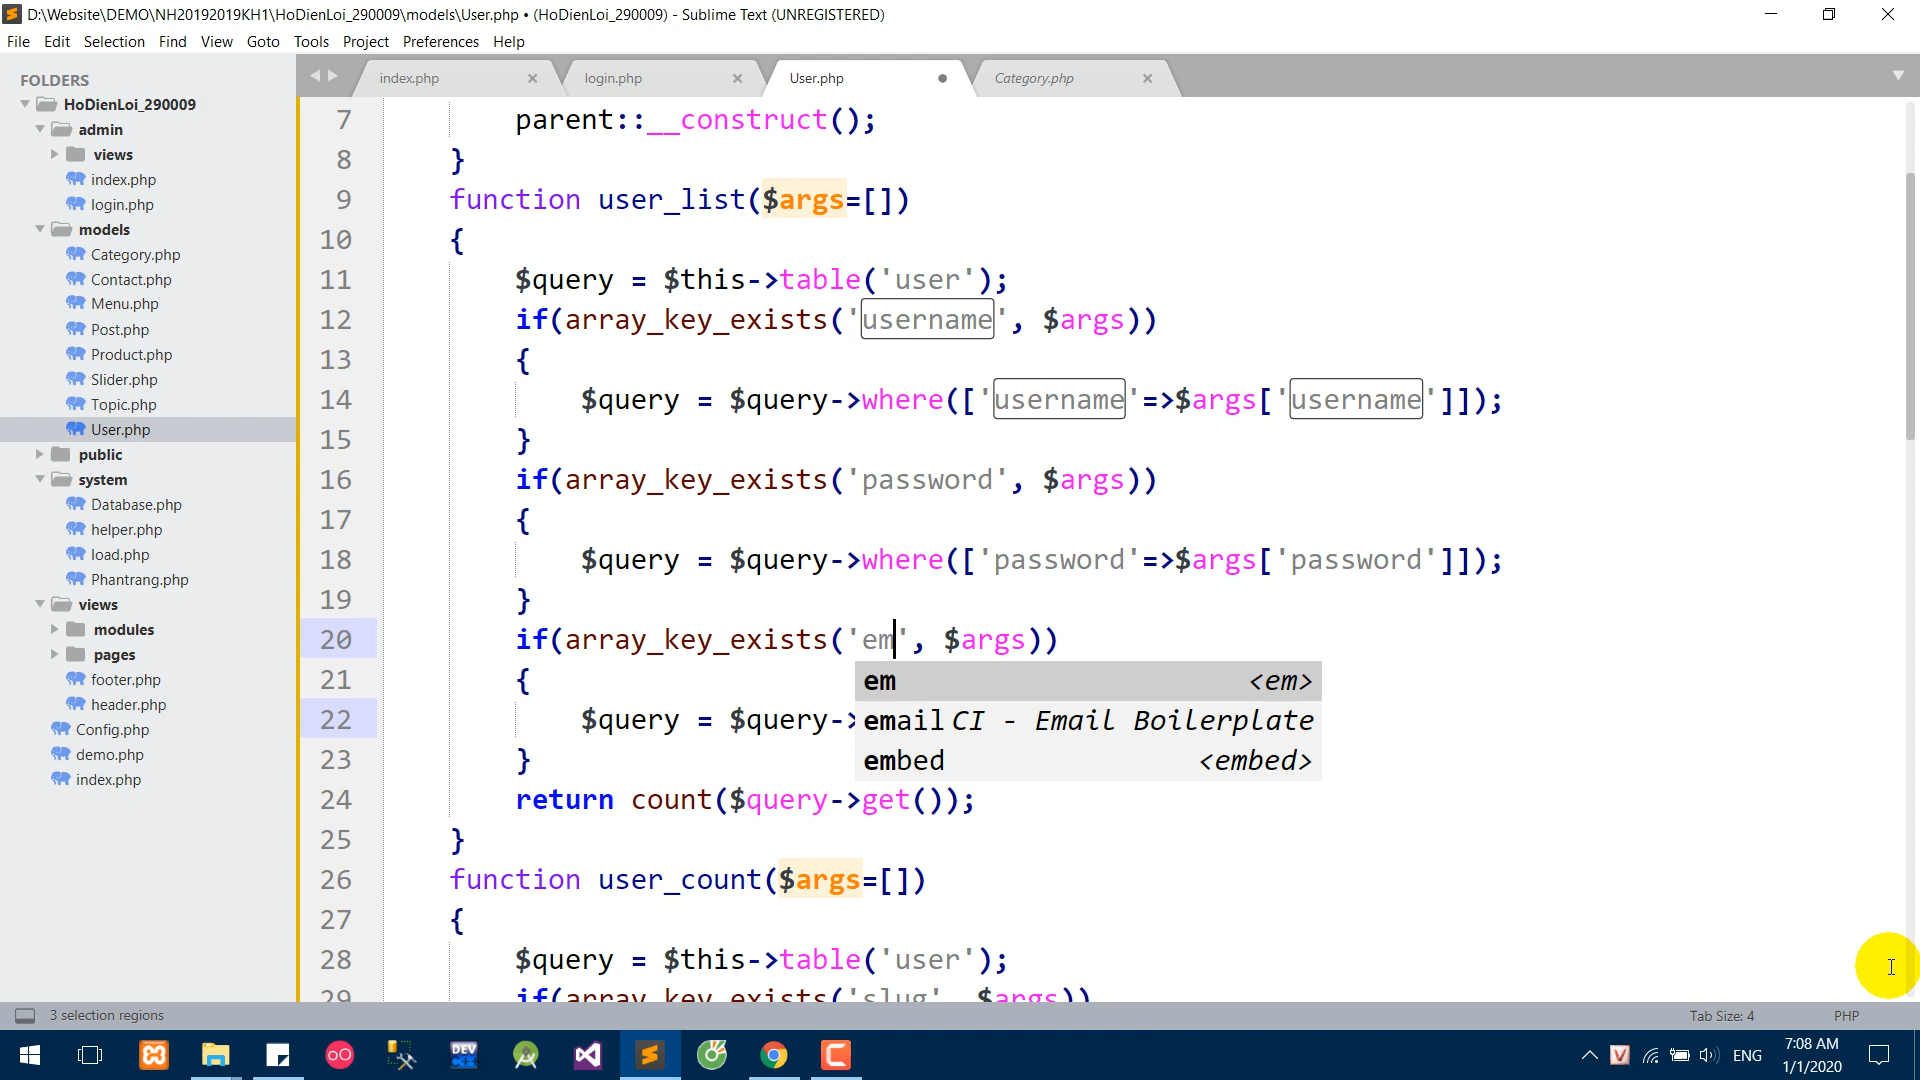 D:\Website\DEMO\NH20192019KH1\HoDienLoi_290009\models\User.php • (HoDienLoi_290009) - Sublime Text (UNREGISTERED)
File Edit Selection Find View Goto Tools Project Preferences Help
FOLDERS
HoDienLoi_290009
admin
views
index.php
login.php
models
Category.php
Contact.php
Menu.php
Post.php
Product.php
Slider.php
Topic.php
User.php
public
system
Database.php
helper.php
load.php
Phantrang.php
views
modules
pages
footer.php
header.php
Config.php
demo.php
index.php
index.php login.php User.php Category.php
7 parent::__construct();
8 }
9 function user_list($args=[])
10 {
11 $query = $this->table('user');
12 if(array_key_exists('username', $args))
13 {
14 $query = $query->where(['username'=>$args['username']]);
15 }
16 if(array_key_exists('password', $args))
17 {
18 $query = $query->where(['password'=>$args['password']]);
19 }
20 if(array_key_exists('em', $args))
21 {
em <em>
22 $query = $query->
email CI - Email Boilerplate
23 }
embed <embed>
24 return count($query->get());
25 }
26 function user_count($args=[])
27 {
28 $query = $this->table('user');
29 if(array_key_exists('slug', $args))
3 selection regions Tab Size: 4 PHP
DEV
ENG
7:08 AM
1/1/2020